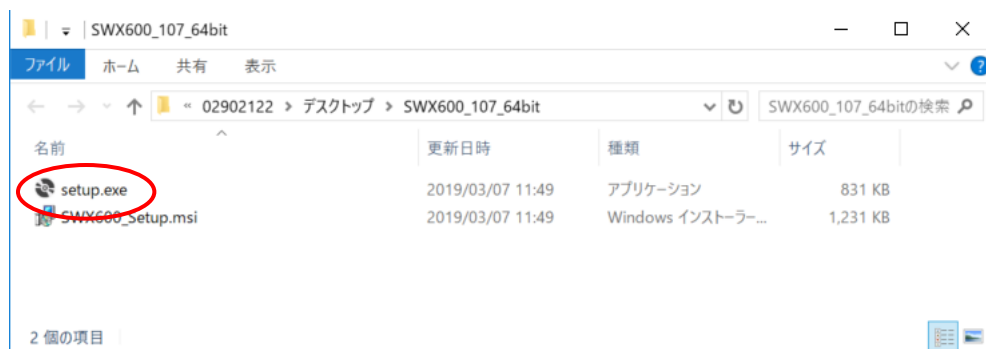 SWX600_107_64bit
ファイル ホーム 共有 表示
« 02902122 › デスクトップ › SWX600_107_64bit SWX600_107_64bitの検索
名前 更新日時 種類 サイズ
setup.exe 2019/03/07 11:49 アプリケーション 831 KB
SWX600_Setup.msi 2019/03/07 11:49 Windows インストーラー... 1,231 KB
2 個の項目